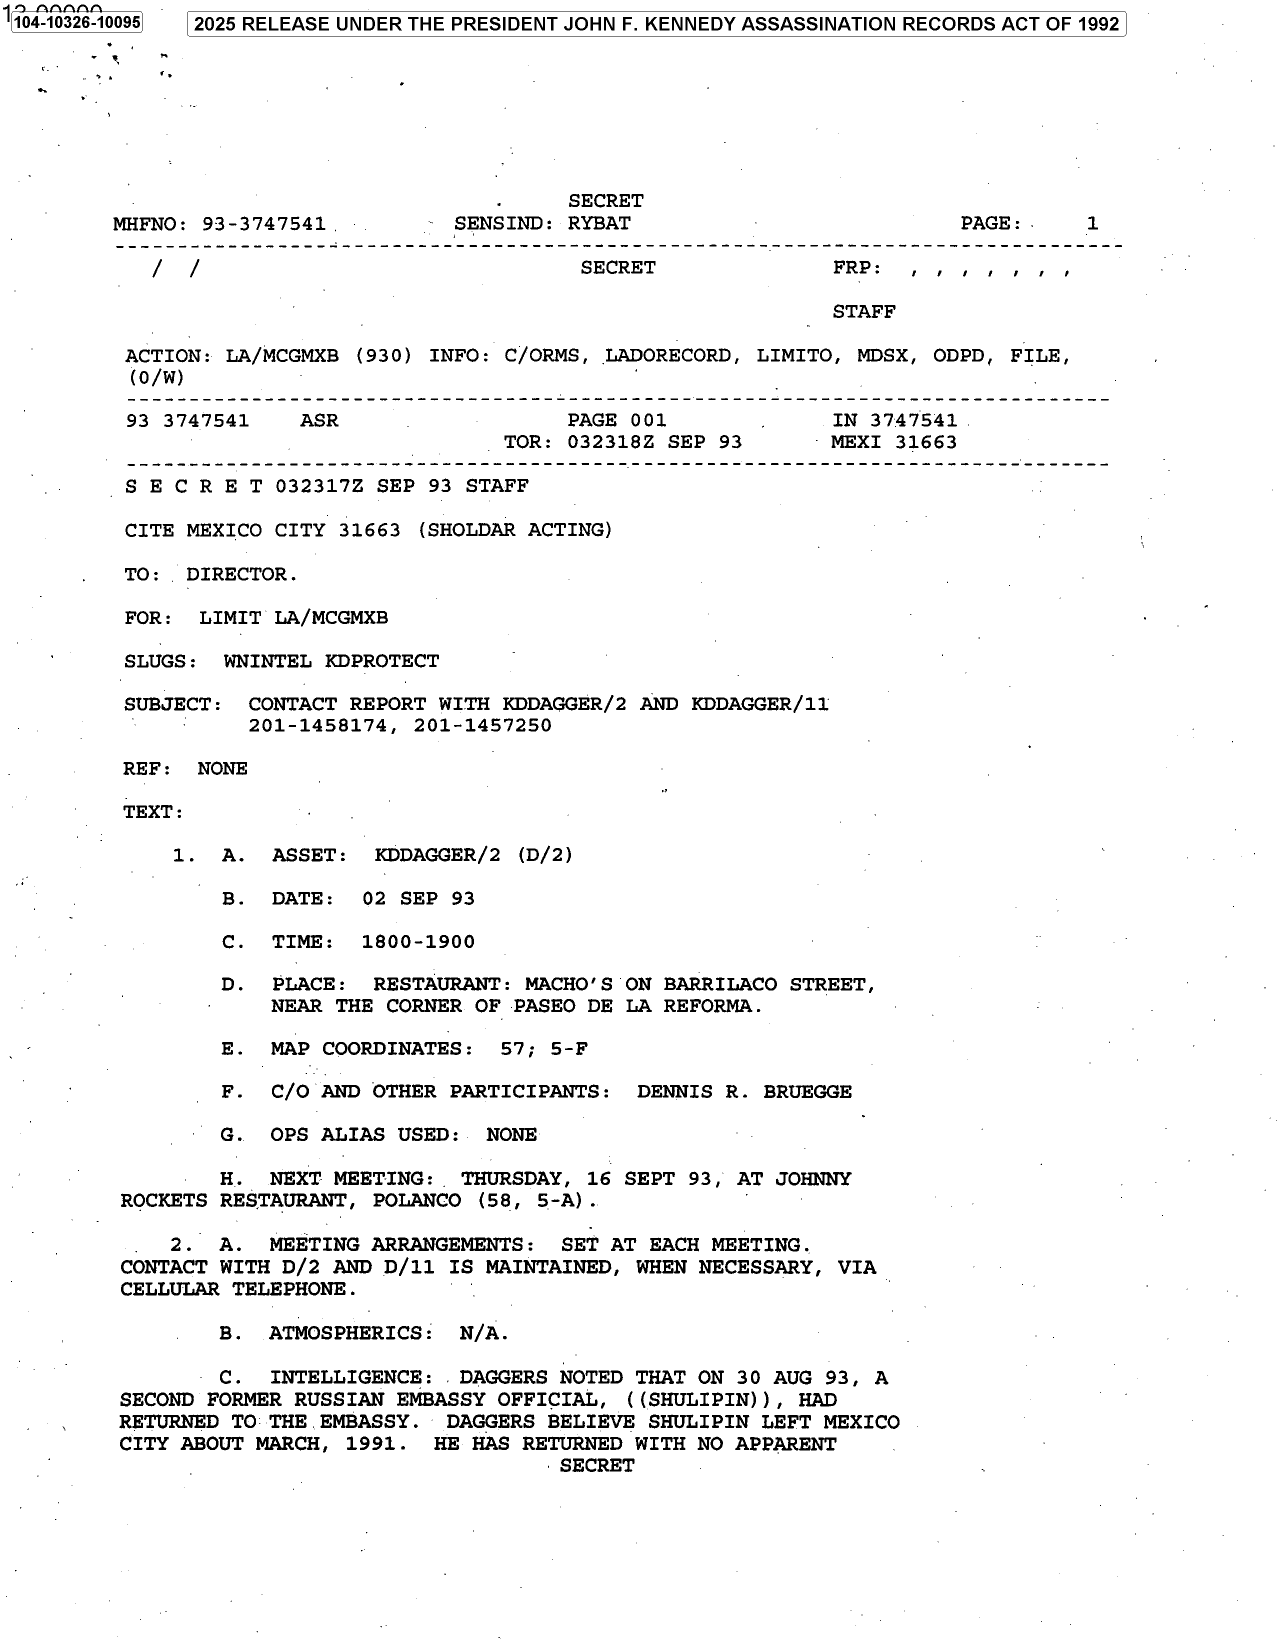 104-10326-10095
2025 RELEASE UNDER THE PRESIDENT JOHN F. KENNEDY ASSASSINATION RECORDS ACT OF 1992
SECRET
MHFNO: 93-3747541 SENSIND: RYBAT PAGE: 1
--------------------------------------------------------------------------------
/ / SECRET FRP: , , , , , , ,
STAFF
ACTION: LA/MCGMXB (930) INFO: C/ORMS, LADORECORD, LIMITO, MDSX, ODPD, FILE,
(O/W)
------------------------------------------------------------------------------
93 3747541 ASR PAGE 001 IN 3747541
TOR: 032318Z SEP 93 MEXI 31663
------------------------------------------------------------------------------
S E C R E T 032317Z SEP 93 STAFF
CITE MEXICO CITY 31663 (SHOLDAR ACTING)
TO: DIRECTOR.
FOR: LIMIT LA/MCGMXB
SLUGS: WNINTEL KDPROTECT
SUBJECT: CONTACT REPORT WITH KDDAGGER/2 AND KDDAGGER/11
201-1458174, 201-1457250
REF: NONE
TEXT:
1. A. ASSET: KDDAGGER/2 (D/2)
B. DATE: 02 SEP 93
C. TIME: 1800-1900
D. PLACE: RESTAURANT: MACHO'S ON BARRILACO STREET,
NEAR THE CORNER OF PASEO DE LA REFORMA.
E. MAP COORDINATES: 57; 5-F
F. C/O AND OTHER PARTICIPANTS: DENNIS R. BRUEGGE
G. OPS ALIAS USED: NONE
H. NEXT MEETING: THURSDAY, 16 SEPT 93, AT JOHNNY
ROCKETS RESTAURANT, POLANCO (58, 5-A).
2. A. MEETING ARRANGEMENTS: SET AT EACH MEETING.
CONTACT WITH D/2 AND D/11 IS MAINTAINED, WHEN NECESSARY, VIA
CELLULAR TELEPHONE.
B. ATMOSPHERICS: N/A.
C. INTELLIGENCE: DAGGERS NOTED THAT ON 30 AUG 93, A
SECOND FORMER RUSSIAN EMBASSY OFFICIAL, ((SHULIPIN)), HAD
RETURNED TO THE EMBASSY. DAGGERS BELIEVE SHULIPIN LEFT MEXICO
CITY ABOUT MARCH, 1991. HE HAS RETURNED WITH NO APPARENT
SECRET